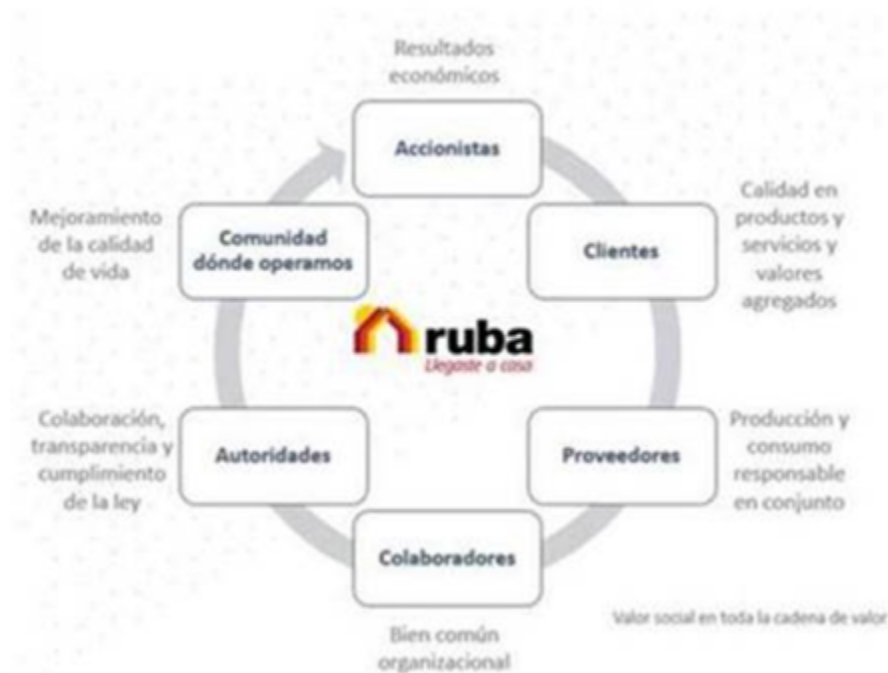 Resultados
económicos
Accionistas
Calidad en
productos y
servicios y
valores
agregados
Clientes
Producción y
consumo
responsable
en conjunto
Proveedores
Colaboradores
Bien común
organizacional
Colaboración,
transparencia y
cumplimiento
de la ley
Autoridades
Mejoramiento
de la calidad
de vida
Comunidad
dónde operamos
ruba
Llegaste a casa
Valor social en toda la cadena de valor